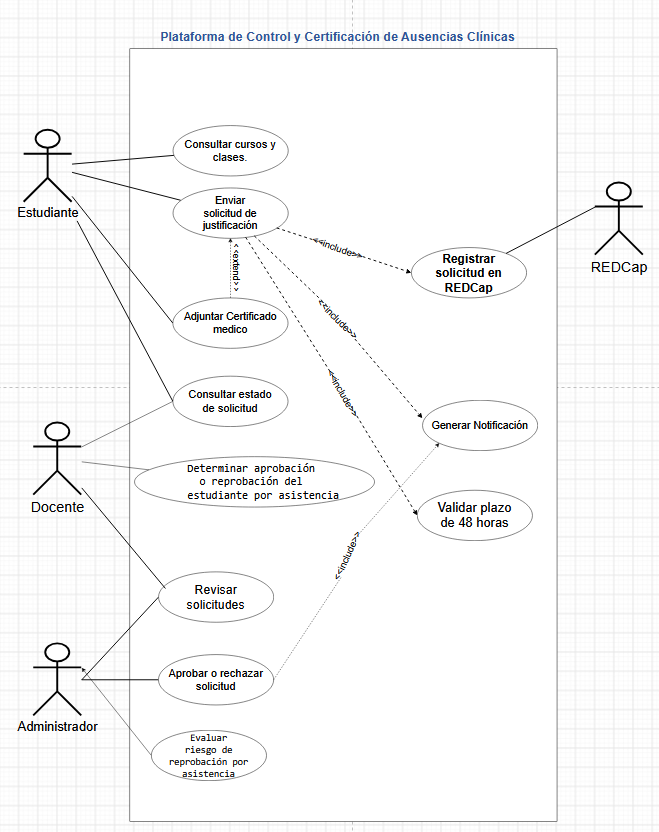 Plataforma de Control y Certificación de Ausencias Clínicas
Consultar cursos y
clases.
Estudiante
Enviar
solicitud de
justificación
<<include>>
<<extend>>
Registrar
solicitud en
REDCap
REDCap
Adjuntar Certificado
medico
<<include>>
<<include>>
Consultar estado
de solicitud
Generar Notificación
Docente
Determinar aprobación
o reprobación del
estudiante por asistencia
Validar plazo
de 48 horas
<<include>>
Revisar
solicitudes
Administrador
Aprobar o rechazar
solicitud
Evaluar
riesgo de
reprobación por
asistencia